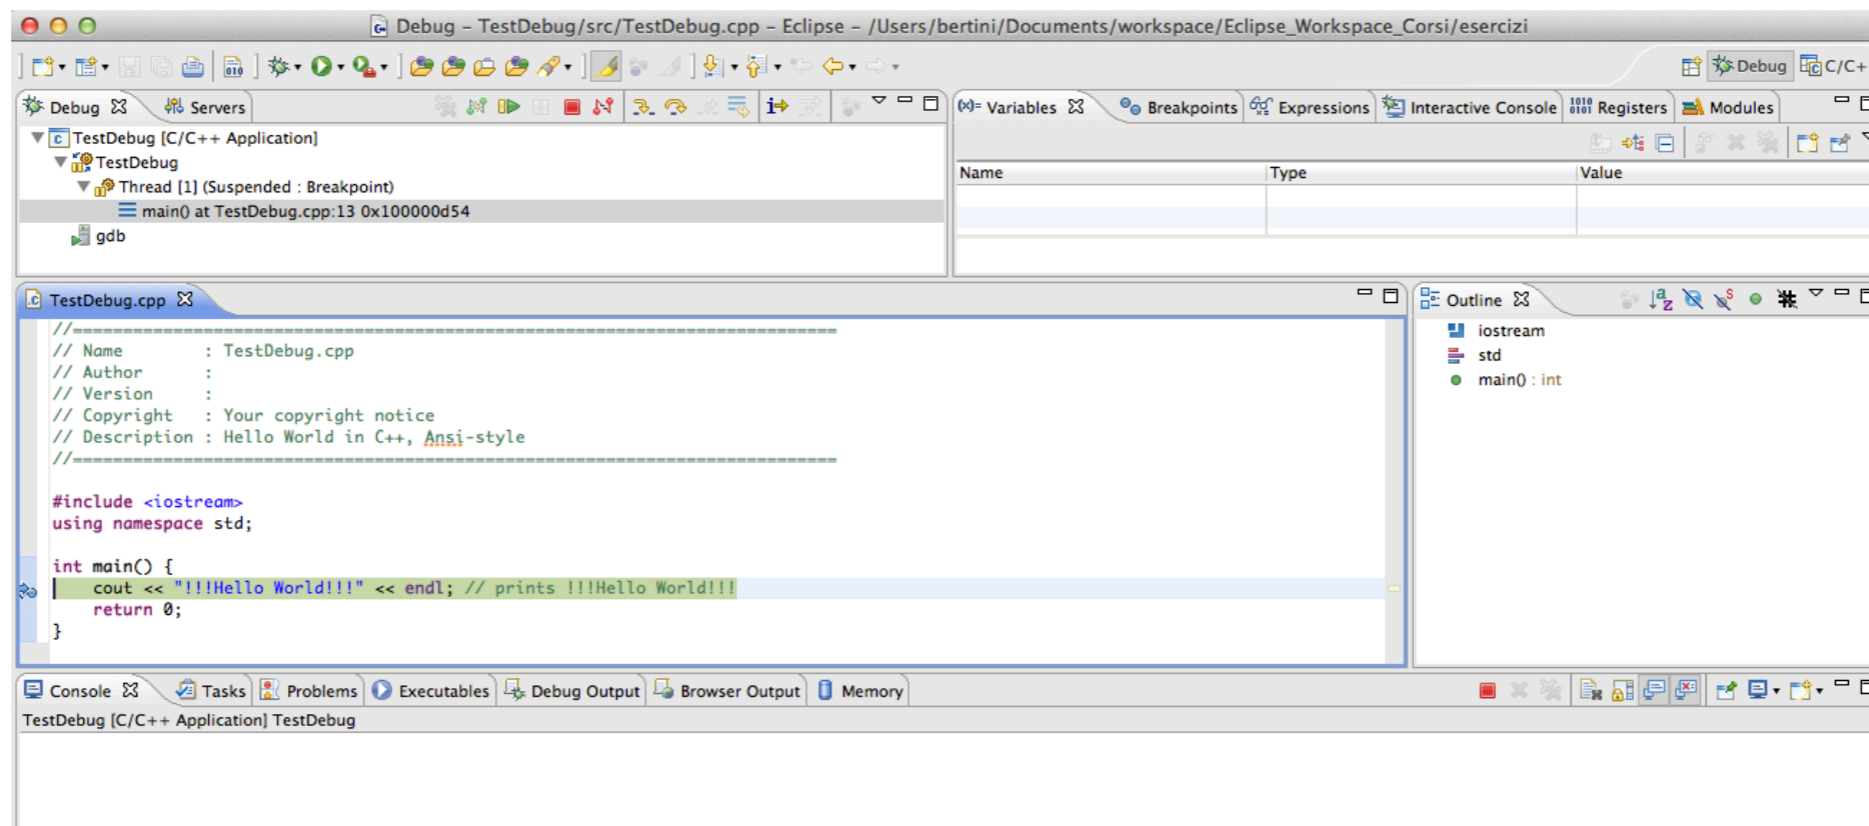 Debug – TestDebug/src/TestDebug.cpp – Eclipse – /Users/bertini/Documents/workspace/Eclipse_Workspace_Corsi/esercizi
Debug C/C+
Debug Servers
TestDebug [C/C++ Application]
TestDebug
Thread [1] (Suspended : Breakpoint)
main() at TestDebug.cpp:13 0x100000d54
gdb
(x)= Variables Breakpoints Expressions Interactive Console 1010 0101 Registers Modules
Name Type Value
TestDebug.cpp
//============================================================================
// Name        : TestDebug.cpp
// Author      :
// Version     :
// Copyright   : Your copyright notice
// Description : Hello World in C++, Ansi-style
//============================================================================
#include <iostream>
using namespace std;
int main() {
    cout << "!!!Hello World!!!" << endl; // prints !!!Hello World!!!
    return 0;
}
Outline
iostream
std
main() : int
Console Tasks Problems Executables Debug Output Browser Output Memory
TestDebug [C/C++ Application] TestDebug